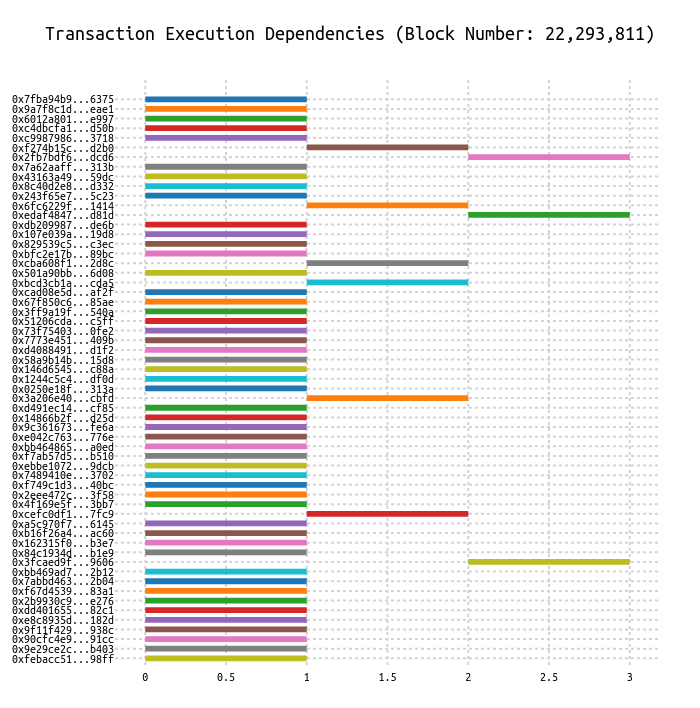 Transaction Execution Dependencies (Block Number: 22,293,811)
0x7fba94b9...6375
0x9a7f8c1d...eae1
0x6012a801...e997
0xc4dbcfa1...d50b
0xc9987986...3718
0xf274b15c...d2b0
0x2fb7bdf6...dcd6
0x7a62aaff...313b
0x43163a49...59dc
0x8c40d2e8...d332
0x243f65e7...5c23
0x6fc6229f...1414
0xedaf4847...d81d
0xdb209987...de6b
0x107e039a...19d8
0x829539c5...c3ec
0xbfc2e17b...89bc
0xcba608f1...2d8c
0x501a90bb...6d08
0xbcd3cb1a...cda5
0xcad08e5d...af2f
0x67f850c6...85ae
0x3ff9a19f...540a
0x51206cda...c5ff
0x73f75403...0fe2
0x7773e451...409b
0xd4088491...d1f2
0x58a9b14b...15d8
0x146d6545...c88a
0x1244c5c4...df0d
0x0250e18f...313a
0x3a206e40...cbfd
0xd491ec14...cf85
0x14866b2f...d25d
0x9c361673...fe6a
0xe042c763...776e
0xbb464865...a0ed
0xf7ab57d5...b510
0xebbe1072...9dcb
0x7489410e...3702
0xf749c1d3...40bc
0x2eee472c...3f58
0x4f169e5f...3bb7
0xcefc0df1...7fc9
0xa5c970f7...6145
0xb16f26a4...ac60
0x162315f0...b3e7
0x84c1934d...b1e9
0x3fcaed9f...9606
0xbb469ad7...2b12
0x7abbd463...2b04
0xf67d4539...83a1
0x2b9930c9...e276
0xdd401655...82c1
0xe8c8935d...182d
0x9f11f429...938c
0x90cfc4e9...91cc
0x9e29ce2c...b403
0xfebacc51...98ff
0 0.5 1 1.5 2 2.5 3